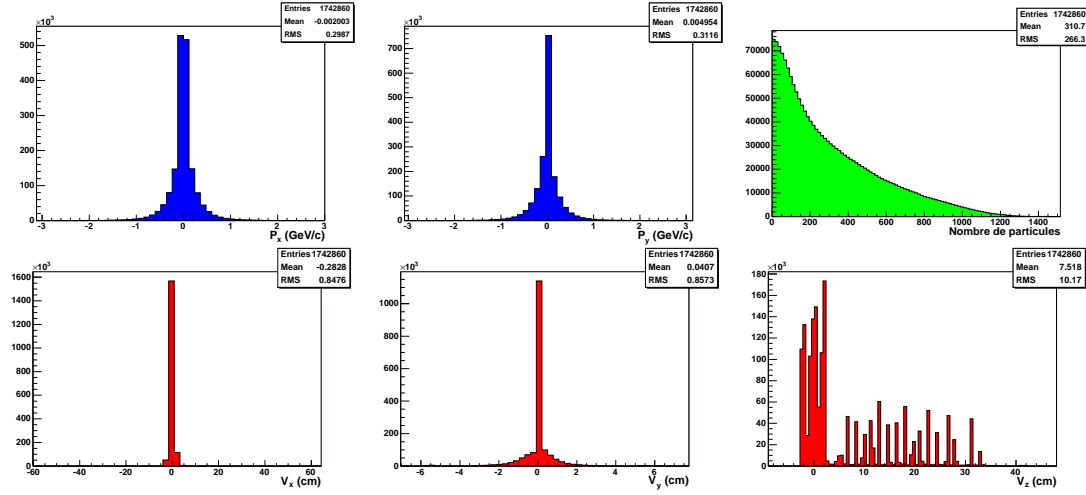 Entries 1742860
Mean -0.002003
RMS 0.2987
×10³
500
400
300
200
100
0
-3 -2 -1 0 1 2 3
P_x (GeV/c)
Entries 1742860
Mean 0.004954
RMS 0.3116
×10³
700
600
500
400
300
200
100
0
-3 -2 -1 0 1 2 3
P_y (GeV/c)
Entries 1742860
Mean 310.7
RMS 266.3
70000
60000
50000
40000
30000
20000
10000
0
0 200 400 600 800 1000 1200 1400
Nombre de particules
Entries 1742860
Mean -0.2828
RMS 0.8476
×10³
1600
1400
1200
1000
800
600
400
200
0
-60 -40 -20 0 20 40 60
V_x (cm)
Entries 1742860
Mean 0.0407
RMS 0.8573
×10³
1000
800
600
400
200
0
-6 -4 -2 0 2 4 6
V_y (cm)
Entries 1742860
Mean 7.518
RMS 10.17
×10³
180
160
140
120
100
80
60
40
20
0
0 10 20 30 40
V_z (cm)